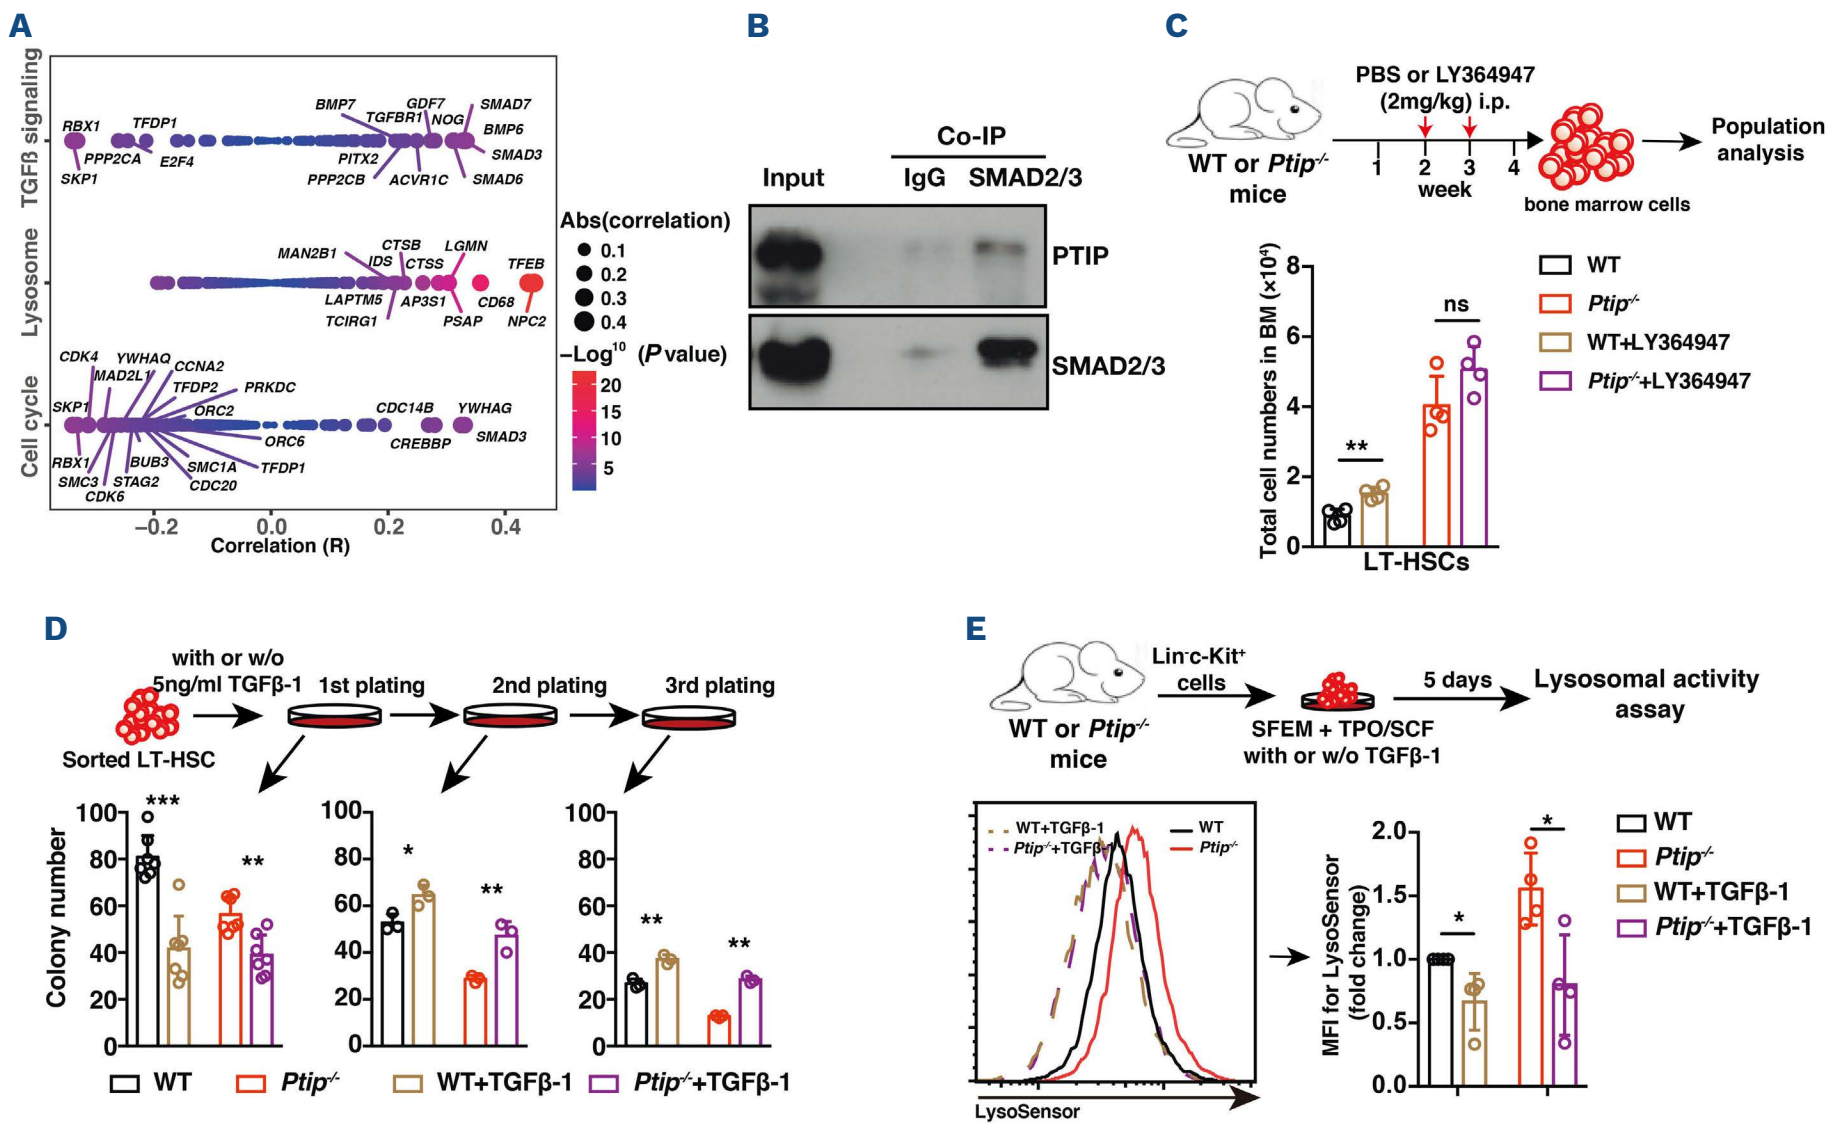 A
TGFß signaling
Lysosome
Cell cycle
RBX1
TFDP1
PPP2CA
E2F4
SKP1
BMP7
GDF7
SMAD7
TGFBR1
NOG
BMP6
PITX2
SMAD3
PPP2CB
ACVR1C
SMAD6
MAN2B1
CTSB
LGMN
IDS
CTSS
TFEB
LAPTM5
AP3S1
CD68
TCIRG1
PSAP
NPC2
CDK4
YWHAQ
CCNA2
MAD2L1
TFDP2
PRKDC
SKP1
ORC2
CDC14B
YWHAG
CREBBP
SMAD3
ORC6
RBX1
BUB3
SMC1A
TFDP1
SMC3
STAG2
CDC20
CDK6
−0.2 0.0 0.2 0.4
Correlation (R)
Abs(correlation)
0.1
0.2
0.3
0.4
−Log10 (P value)
20
15
10
5
B
Co-IP
Input IgG SMAD2/3
PTIP
SMAD2/3
C
PBS or LY364947
(2mg/kg) i.p.
WT or Ptip-/-
mice
1 2 3 4
week
bone marrow cells
Population
analysis
Total cell numbers in BM (×10⁴)
8
6
4
2
0
**
ns
LT-HSCs
WT
Ptip-/-
WT+LY364947
Ptip-/-+LY364947
D
with or w/o
5ng/ml TGFβ-1
1st plating
2nd plating
3rd plating
Sorted LT-HSC
Colony number
100
80
60
40
20
0
***
**
100
80
60
40
20
0
*
**
100
80
60
40
20
0
**
**
WT
Ptip-/-
WT+TGFβ-1
Ptip-/-+TGFβ-1
E
WT or Ptip-/-
mice
Lin-c-Kit+
cells
SFEM + TPO/SCF
with or w/o TGFβ-1
5 days
Lysosomal activity
assay
WT+TGFβ-1
Ptip-/-+TGFβ-1
WT
Ptip-/-
LysoSensor
MFI for LysoSensor
(fold change)
2.0
1.5
1.0
0.5
0.0
*
*
WT
Ptip-/-
WT+TGFβ-1
Ptip-/-+TGFβ-1